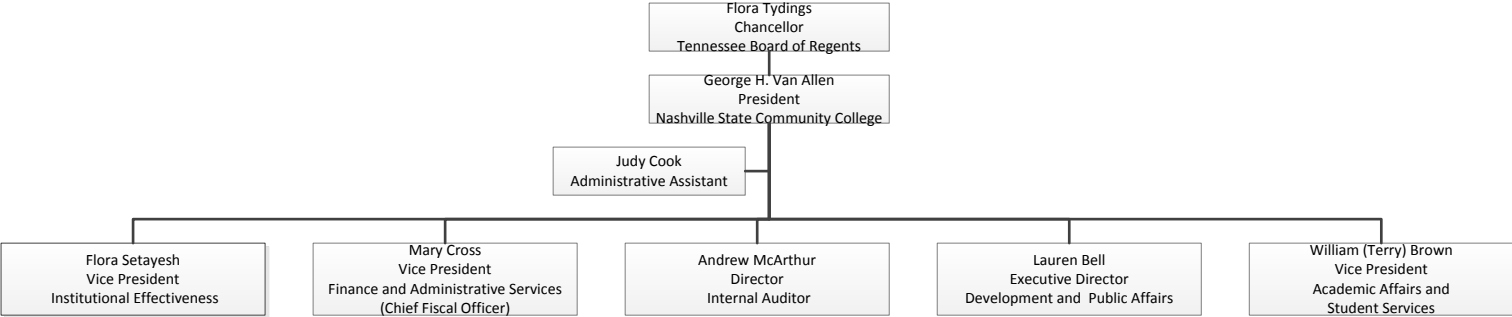 Flora Tydings
Chancellor
Tennessee Board of Regents
George H. Van Allen
President
Nashville State Community College
Judy Cook
Administrative Assistant
Flora Setayesh
Vice President
Institutional Effectiveness
Mary Cross
Vice President
Finance and Administrative Services
(Chief Fiscal Officer)
Andrew McArthur
Director
Internal Auditor
Lauren Bell
Executive Director
Development and  Public Affairs
William (Terry) Brown
Vice President
Academic Affairs and
Student Services